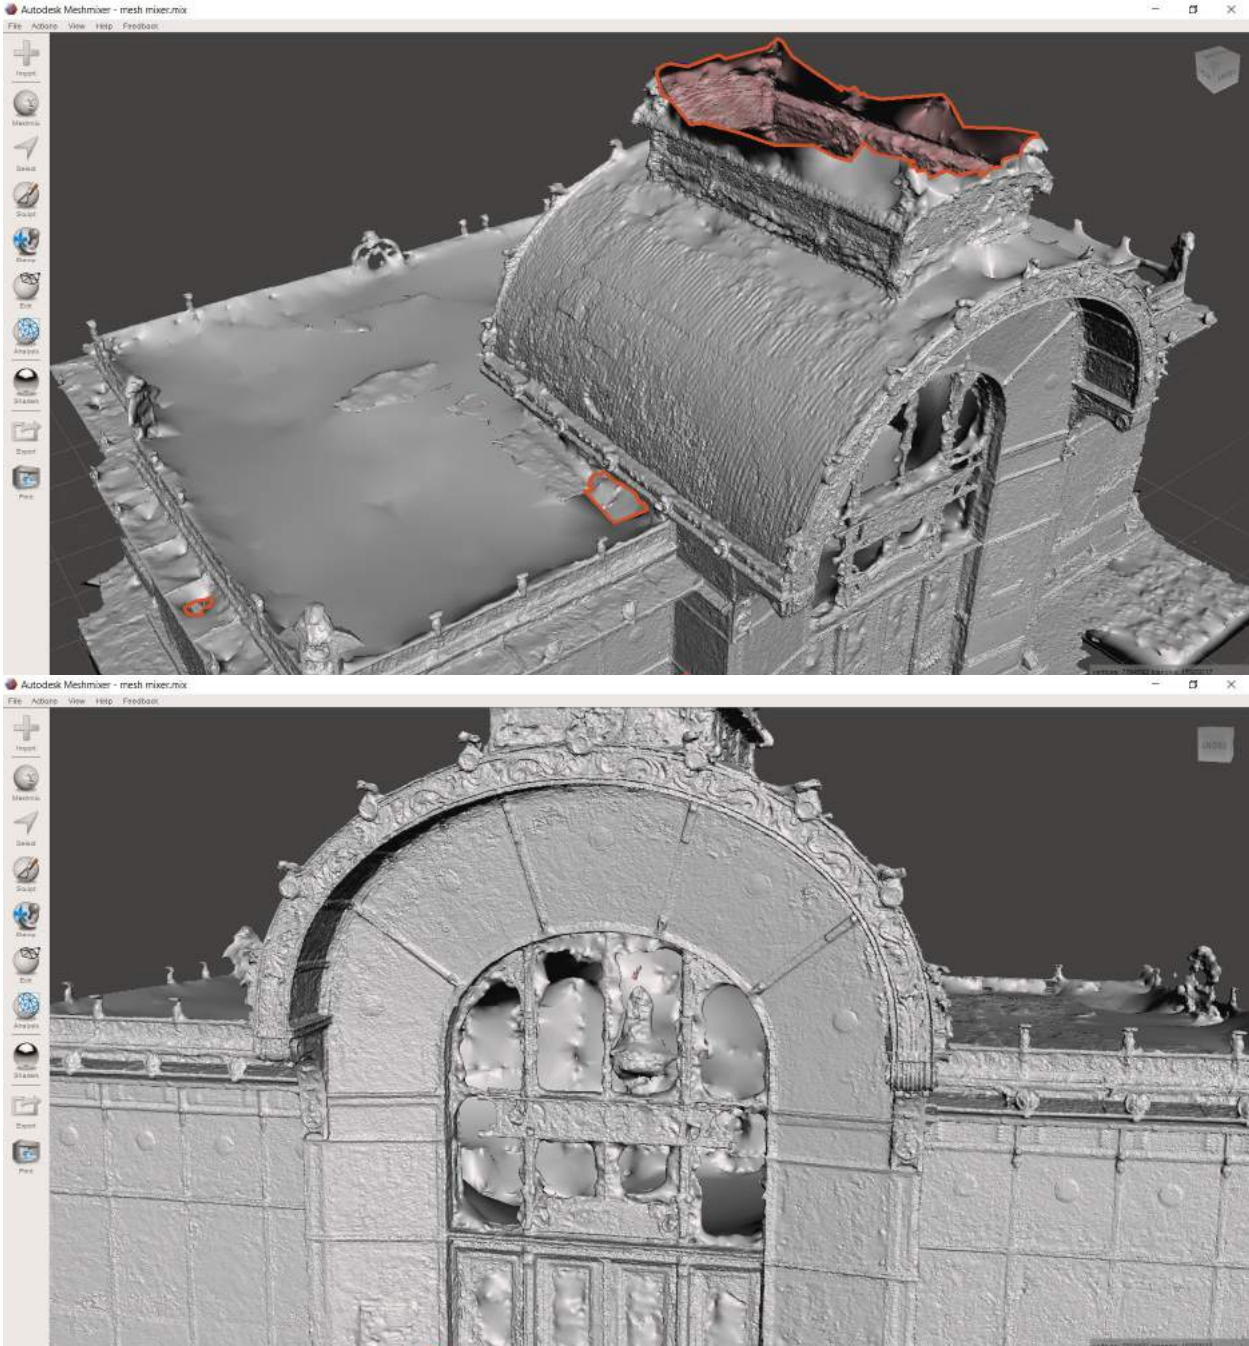 Autodesk Meshmixer - mesh mixer.mix
File Actions View Help Feedback
Import
Meshmix
Select
Sculpt
Stamp
Edit
Analysis
Shaders
Export
Print
Autodesk Meshmixer - mesh mixer.mix
File Actions View Help Feedback
Import
Meshmix
Select
Sculpt
Stamp
Edit
Analysis
Shaders
Export
Print